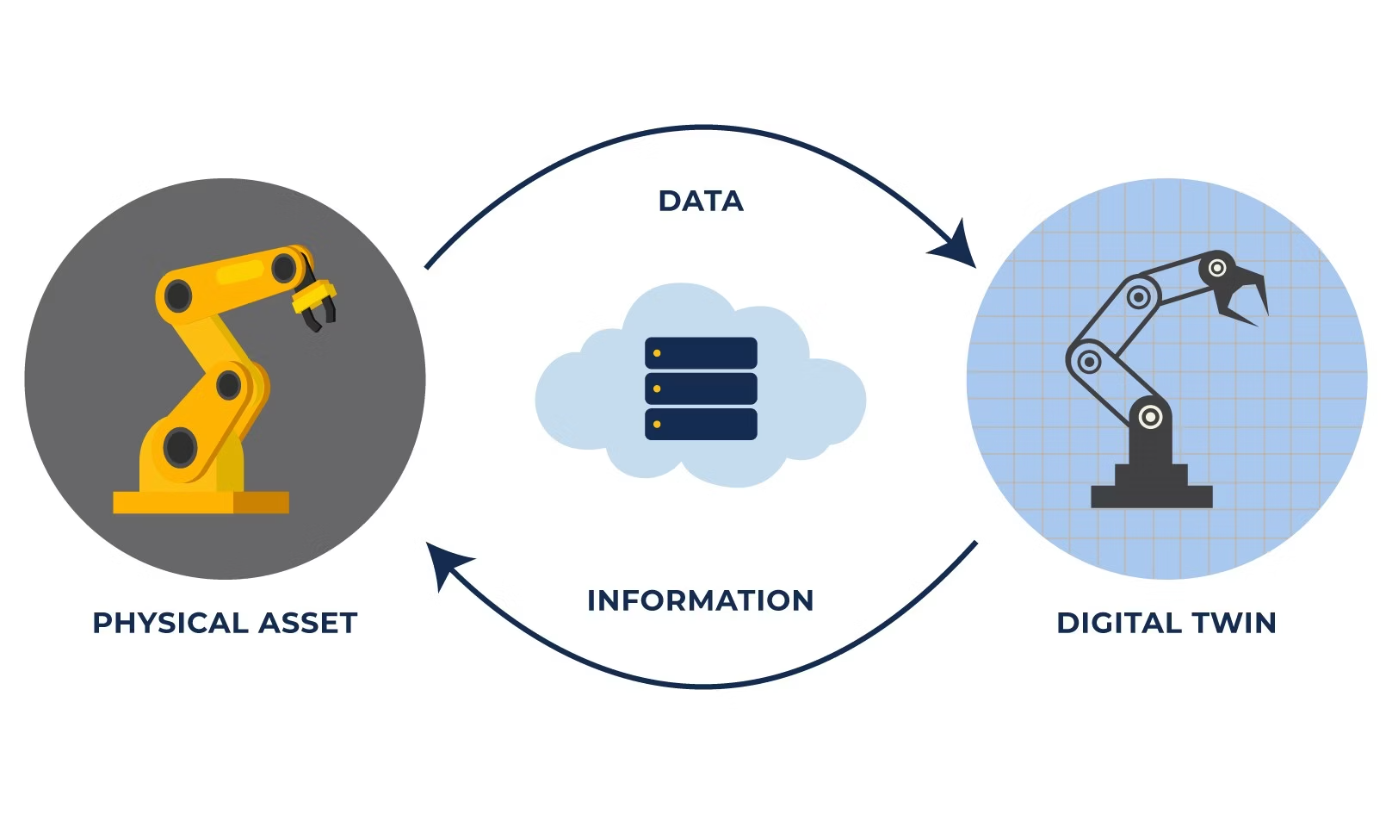 DATA
INFORMATION
PHYSICAL ASSET
DIGITAL TWIN